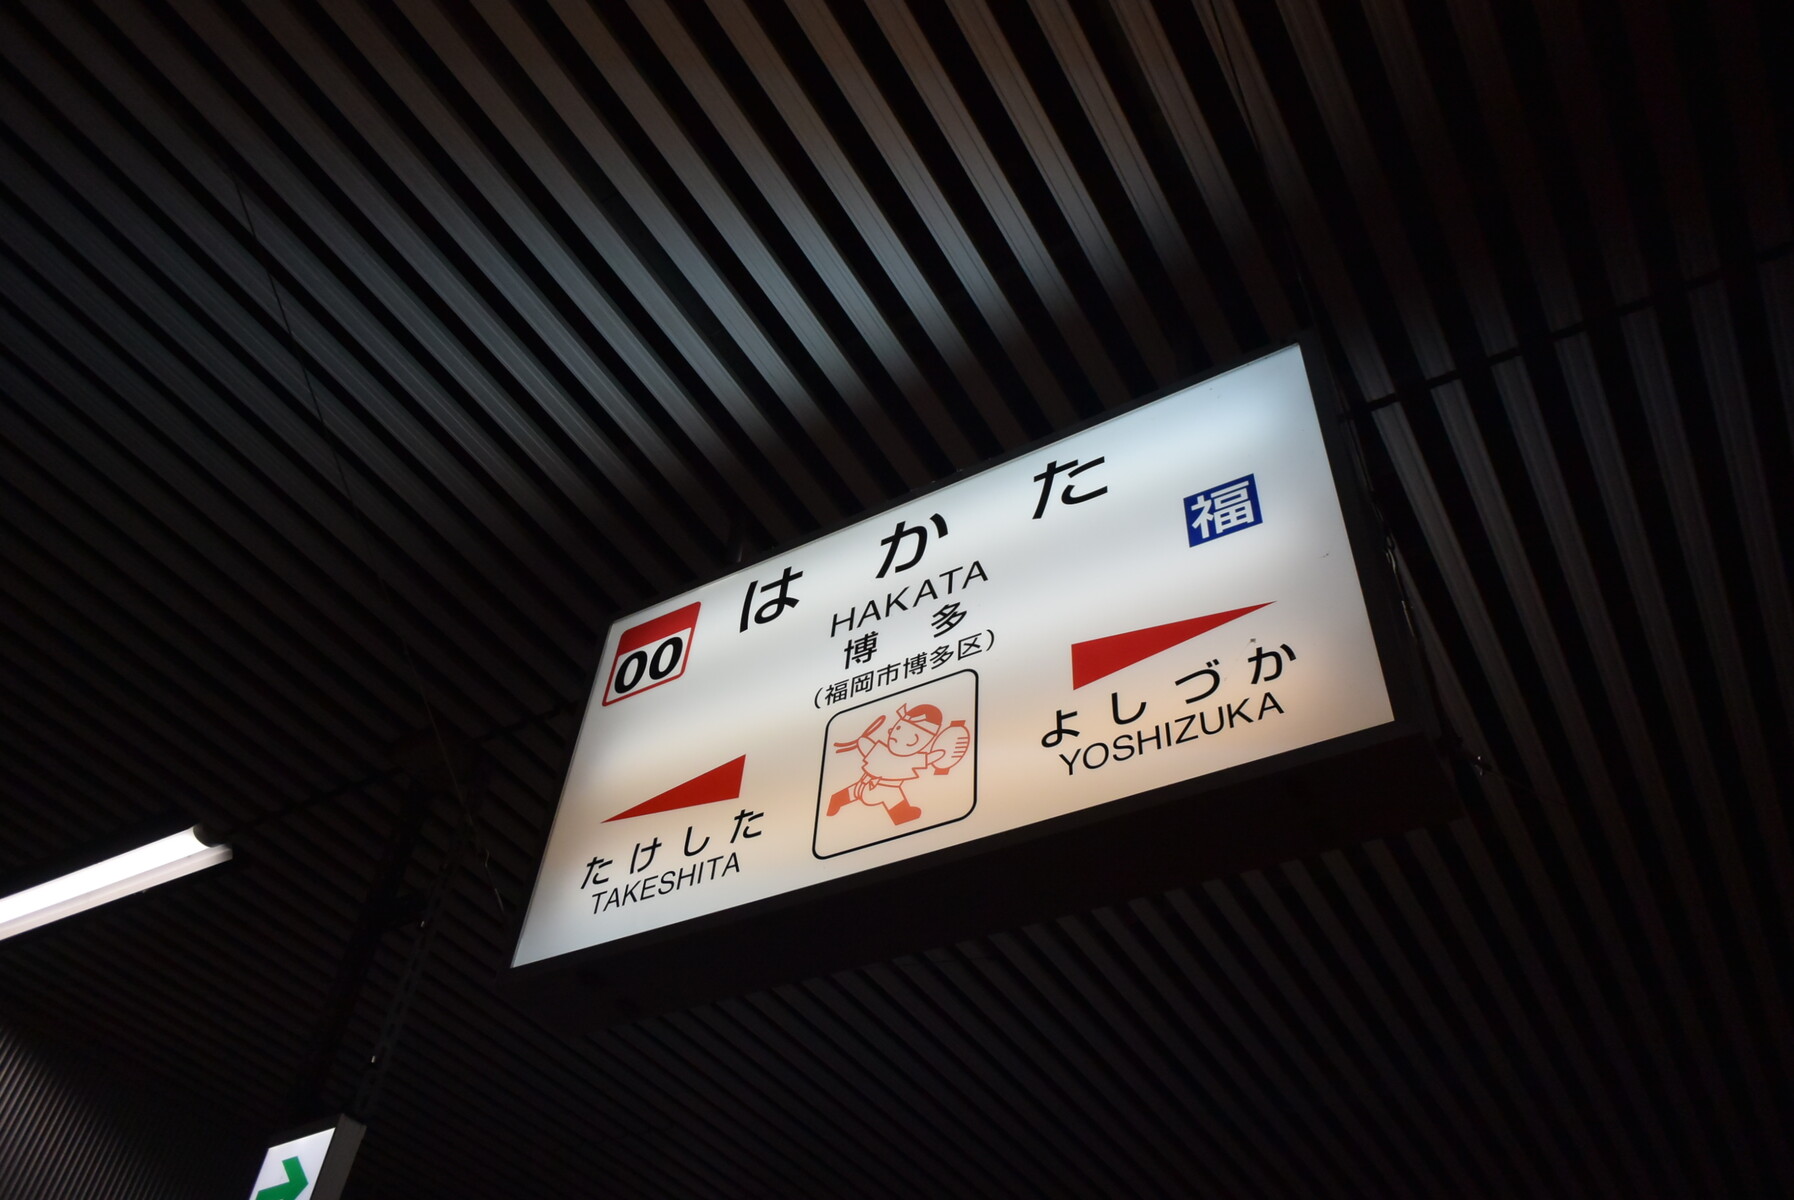 はかた
福
00
HAKATA
博多
(福岡市博多区)
たけした
TAKESHITA
よしづか
YOSHIZUKA